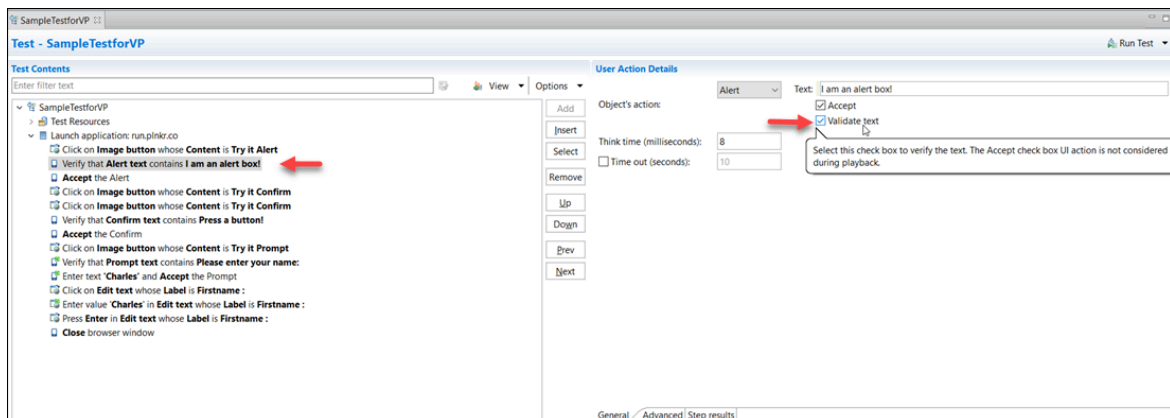 SampleTestforVP
Test - SampleTestforVP
Run Test
Test Contents
Enter filter text
View
Options
SampleTestforVP
Test Resources
Launch application: run.plnkr.co
Click on Image button whose Content is Try it Alert
Verify that Alert text contains I am an alert box!
Accept the Alert
Click on Image button whose Content is Try it Confirm
Click on Image button whose Content is Try it Confirm
Verify that Confirm text contains Press a button!
Accept the Confirm
Click on Image button whose Content is Try it Prompt
Verify that Prompt text contains Please enter your name:
Enter text 'Charles' and Accept the Prompt
Click on Edit text whose Label is Firstname :
Enter value 'Charles' in Edit text whose Label is Firstname :
Press Enter in Edit text whose Label is Firstname :
Close browser window
Add
Insert
Select
Remove
Up
Down
Prev
Next
User Action Details
Object's action:
Alert
Text: I am an alert box!
Accept
Validate text
Think time (milliseconds): 8
Time out (seconds): 10
Select this check box to verify the text. The Accept check box UI action is not considered
during playback.
General Advanced Step results